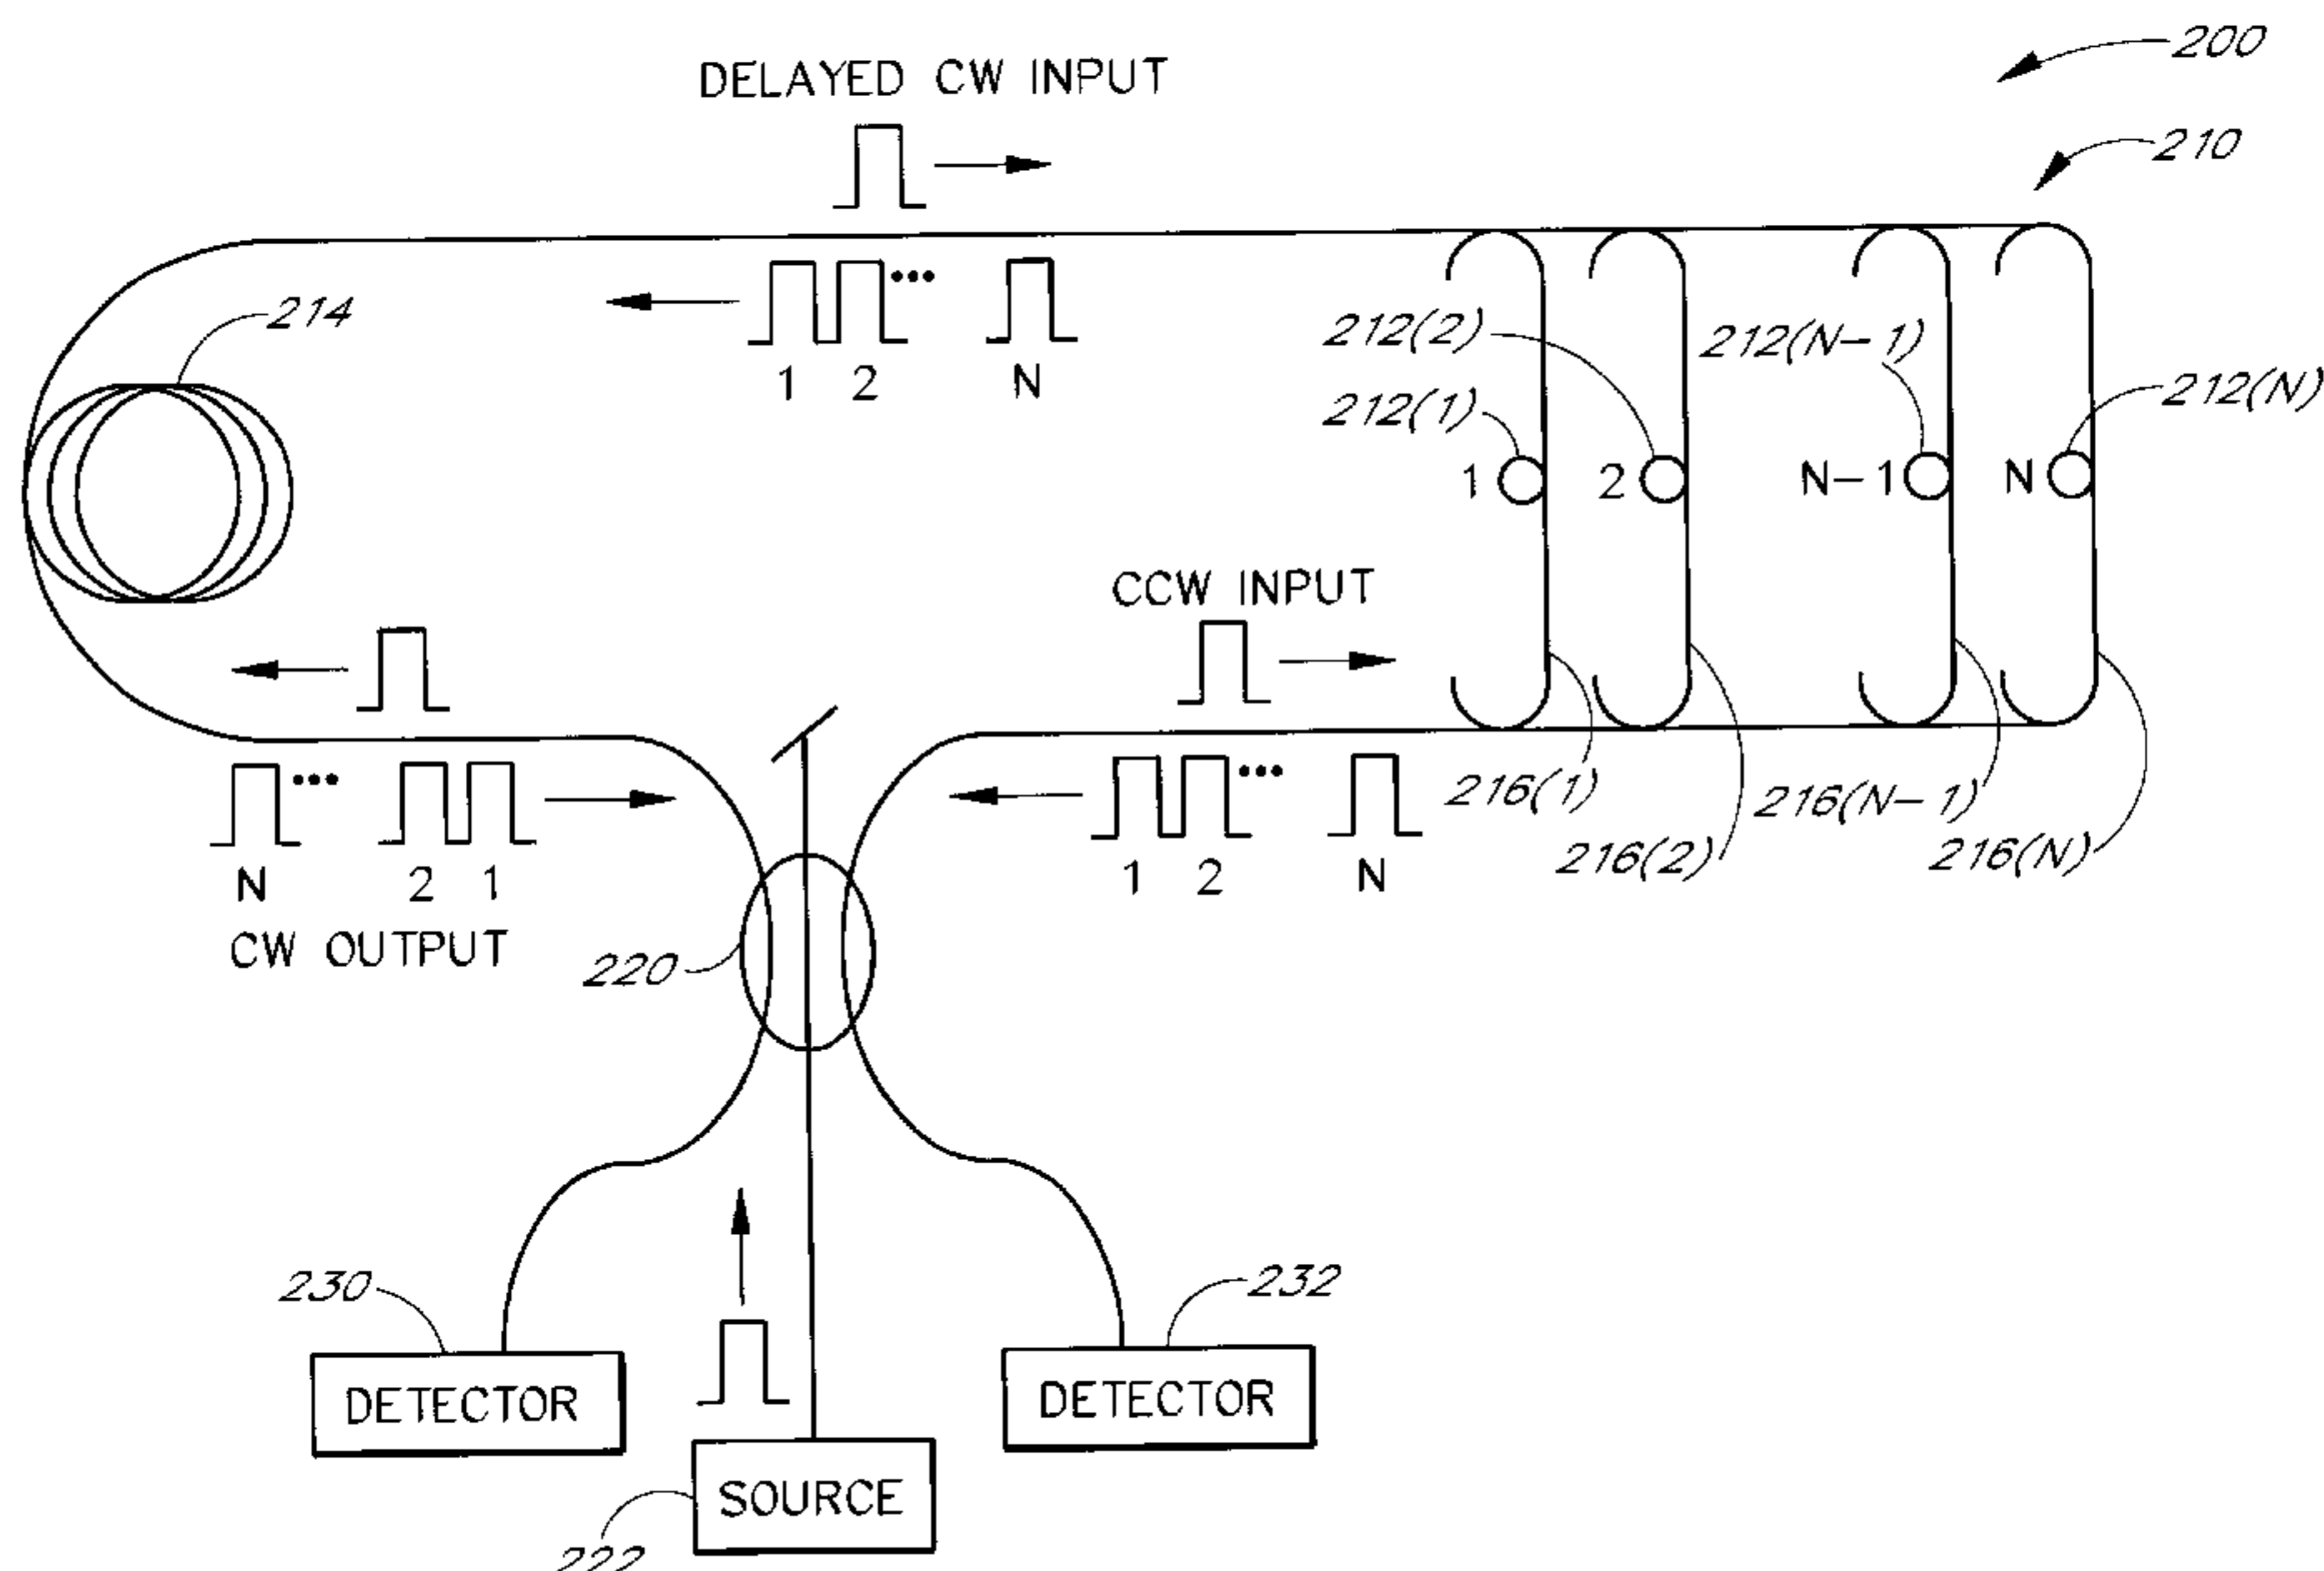 200
DELAYED CW INPUT
210
214
212(2)
212(N-1)
1 2 ••• N
212(1)
212(N)
1
2
N-1
N
CCW INPUT
N ••• 2 1
1 2 ••• N
216(1)
216(N-1)
216(2)
216(N)
CW OUTPUT
220
230
232
DETECTOR
DETECTOR
SOURCE
222